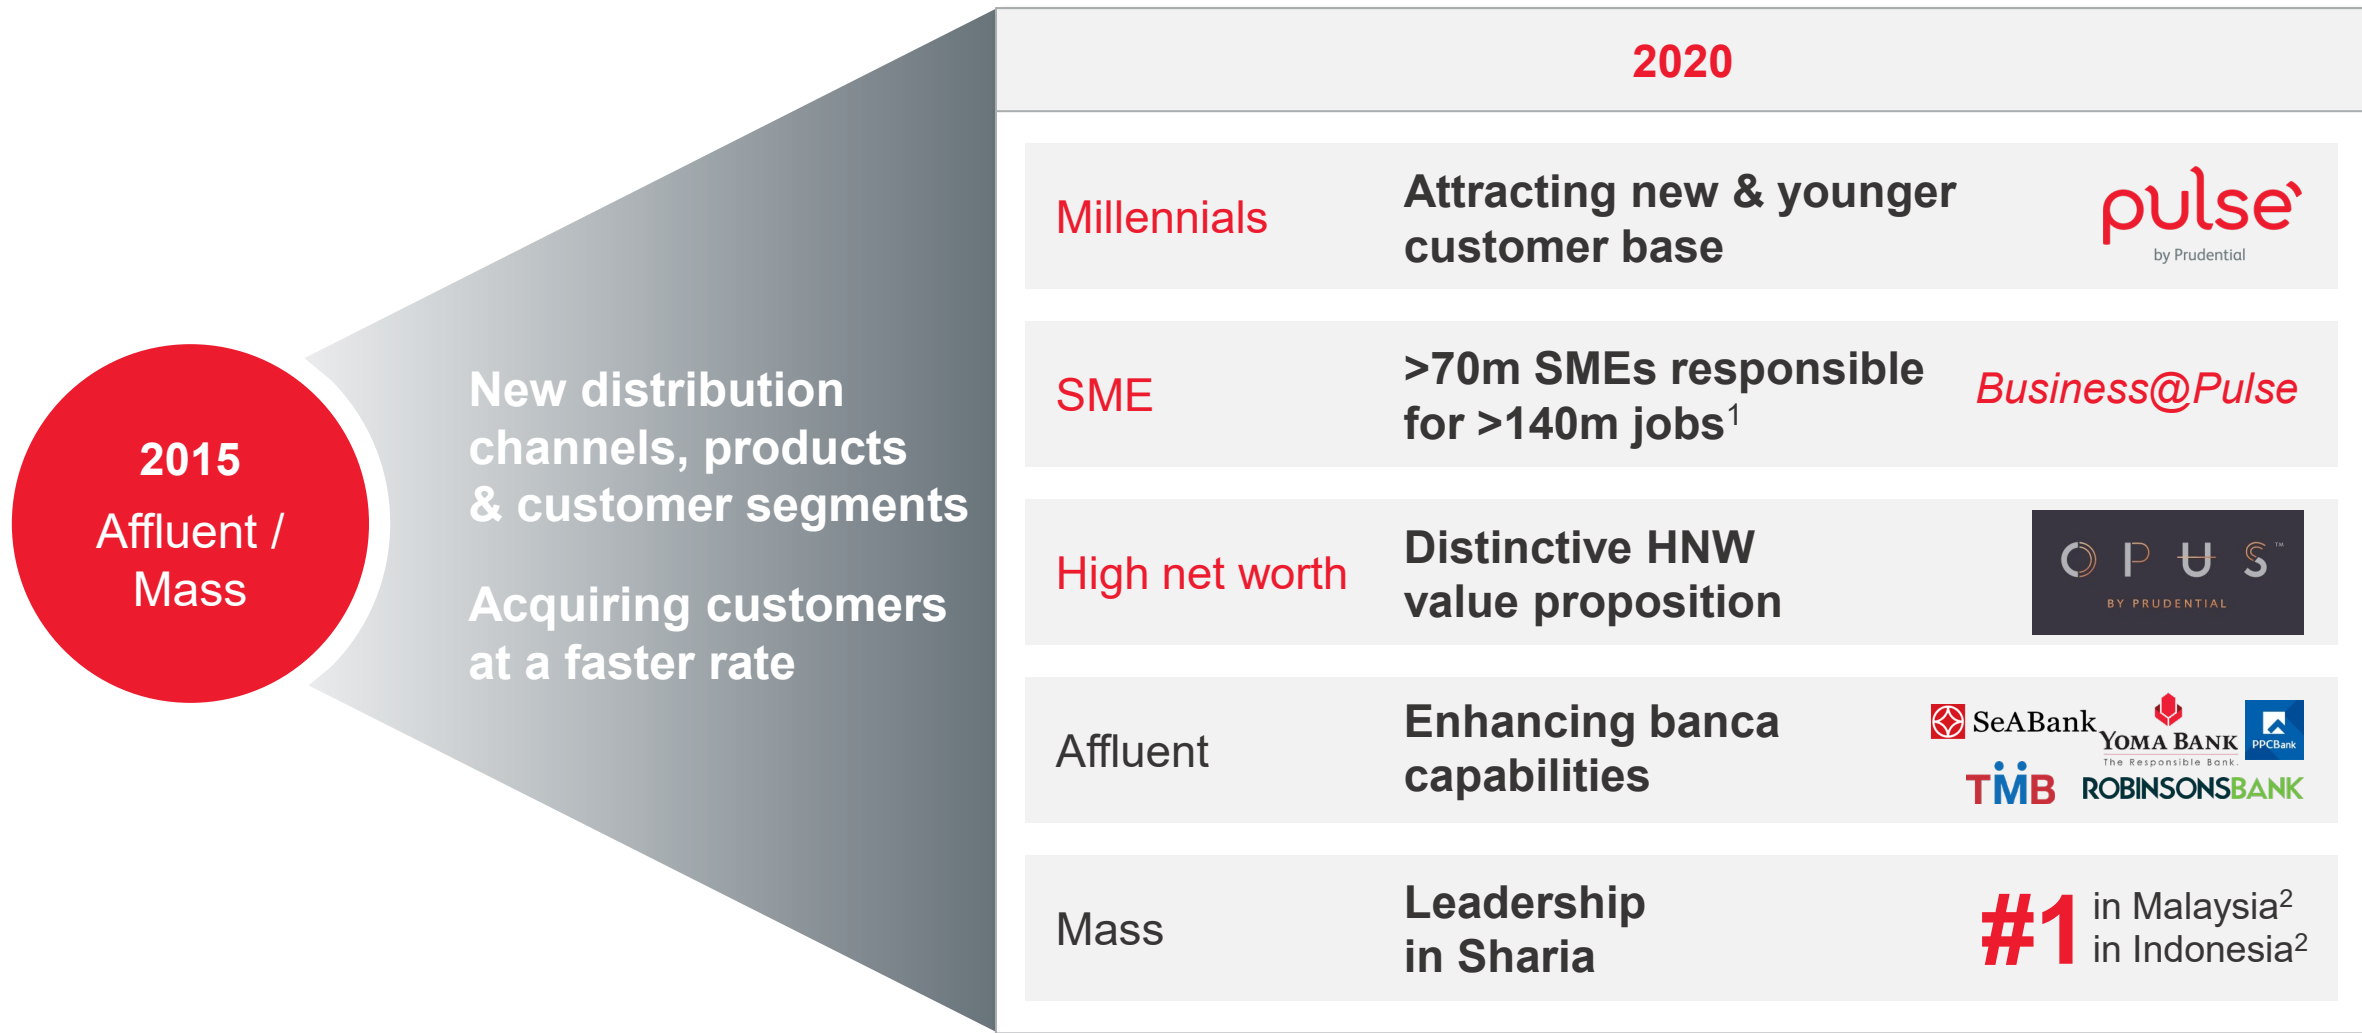 2015
Affluent /
Mass
New distribution
channels, products
& customer segments
Acquiring customers
at a faster rate
2020
Millennials
Attracting new & younger
customer base
pulse
by Prudential
SME
>70m SMEs responsible
for >140m jobs¹
Business@Pulse
High net worth
Distinctive HNW
value proposition
OPUS™
BY PRUDENTIAL
Affluent
Enhancing banca
capabilities
SeABank
YOMA BANK
The Responsible Bank.
PPCBank
TMB
ROBINSONSBANK
Mass
Leadership
in Sharia
#1
in Malaysia²
in Indonesia²